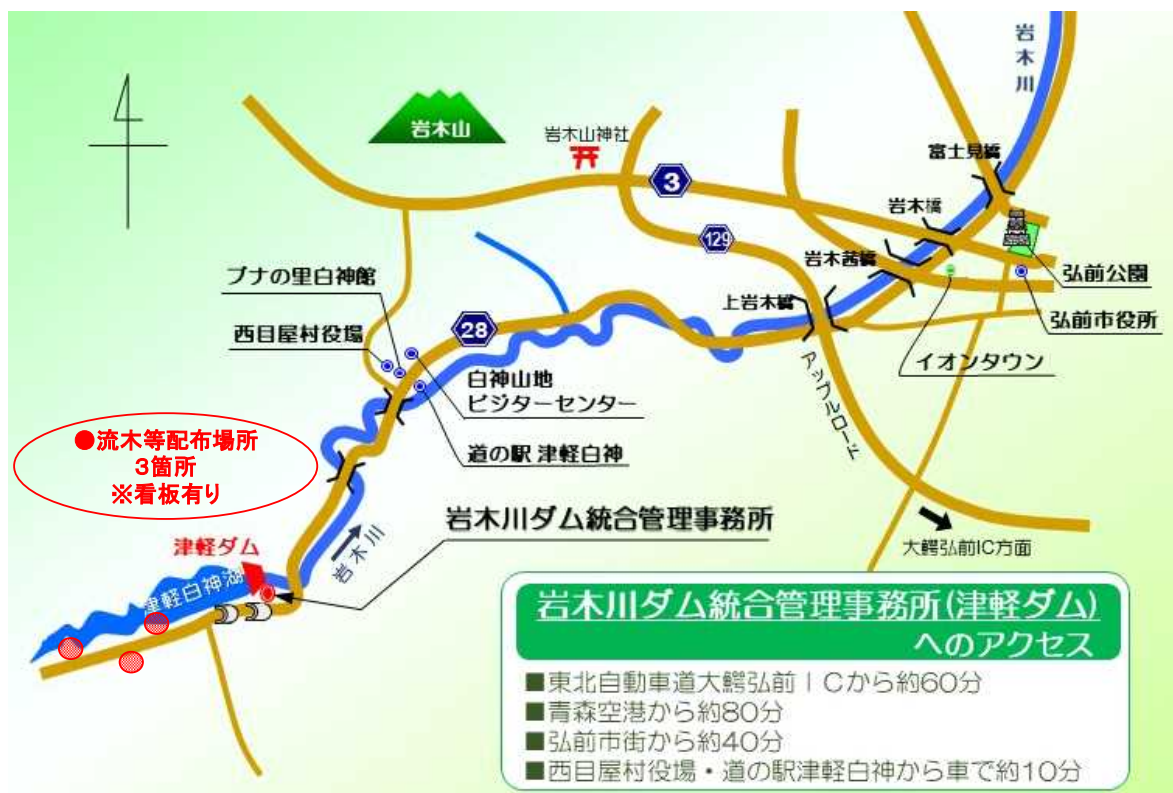 岩木川
岩木山
岩木山神社
富士見橋
3
岩木橋
129
岩木茜橋
弘前公園
ブナの里白神館
上岩木橋
弘前市役所
西目屋村役場
28
イオンタウン
白神山地
ビジターセンター
アップルロード
●流木等配布場所
3箇所
※看板有り
道の駅 津軽白神
岩木川ダム統合管理事務所
津軽ダム
岩木川
大鰐弘前IC方面
津軽白神湖
岩木川ダム統合管理事務所(津軽ダム)
へのアクセス
■東北自動車道大鰐弘前ICから約60分
■青森空港から約80分
■弘前市街から約40分
■西目屋村役場・道の駅津軽白神から車で約10分